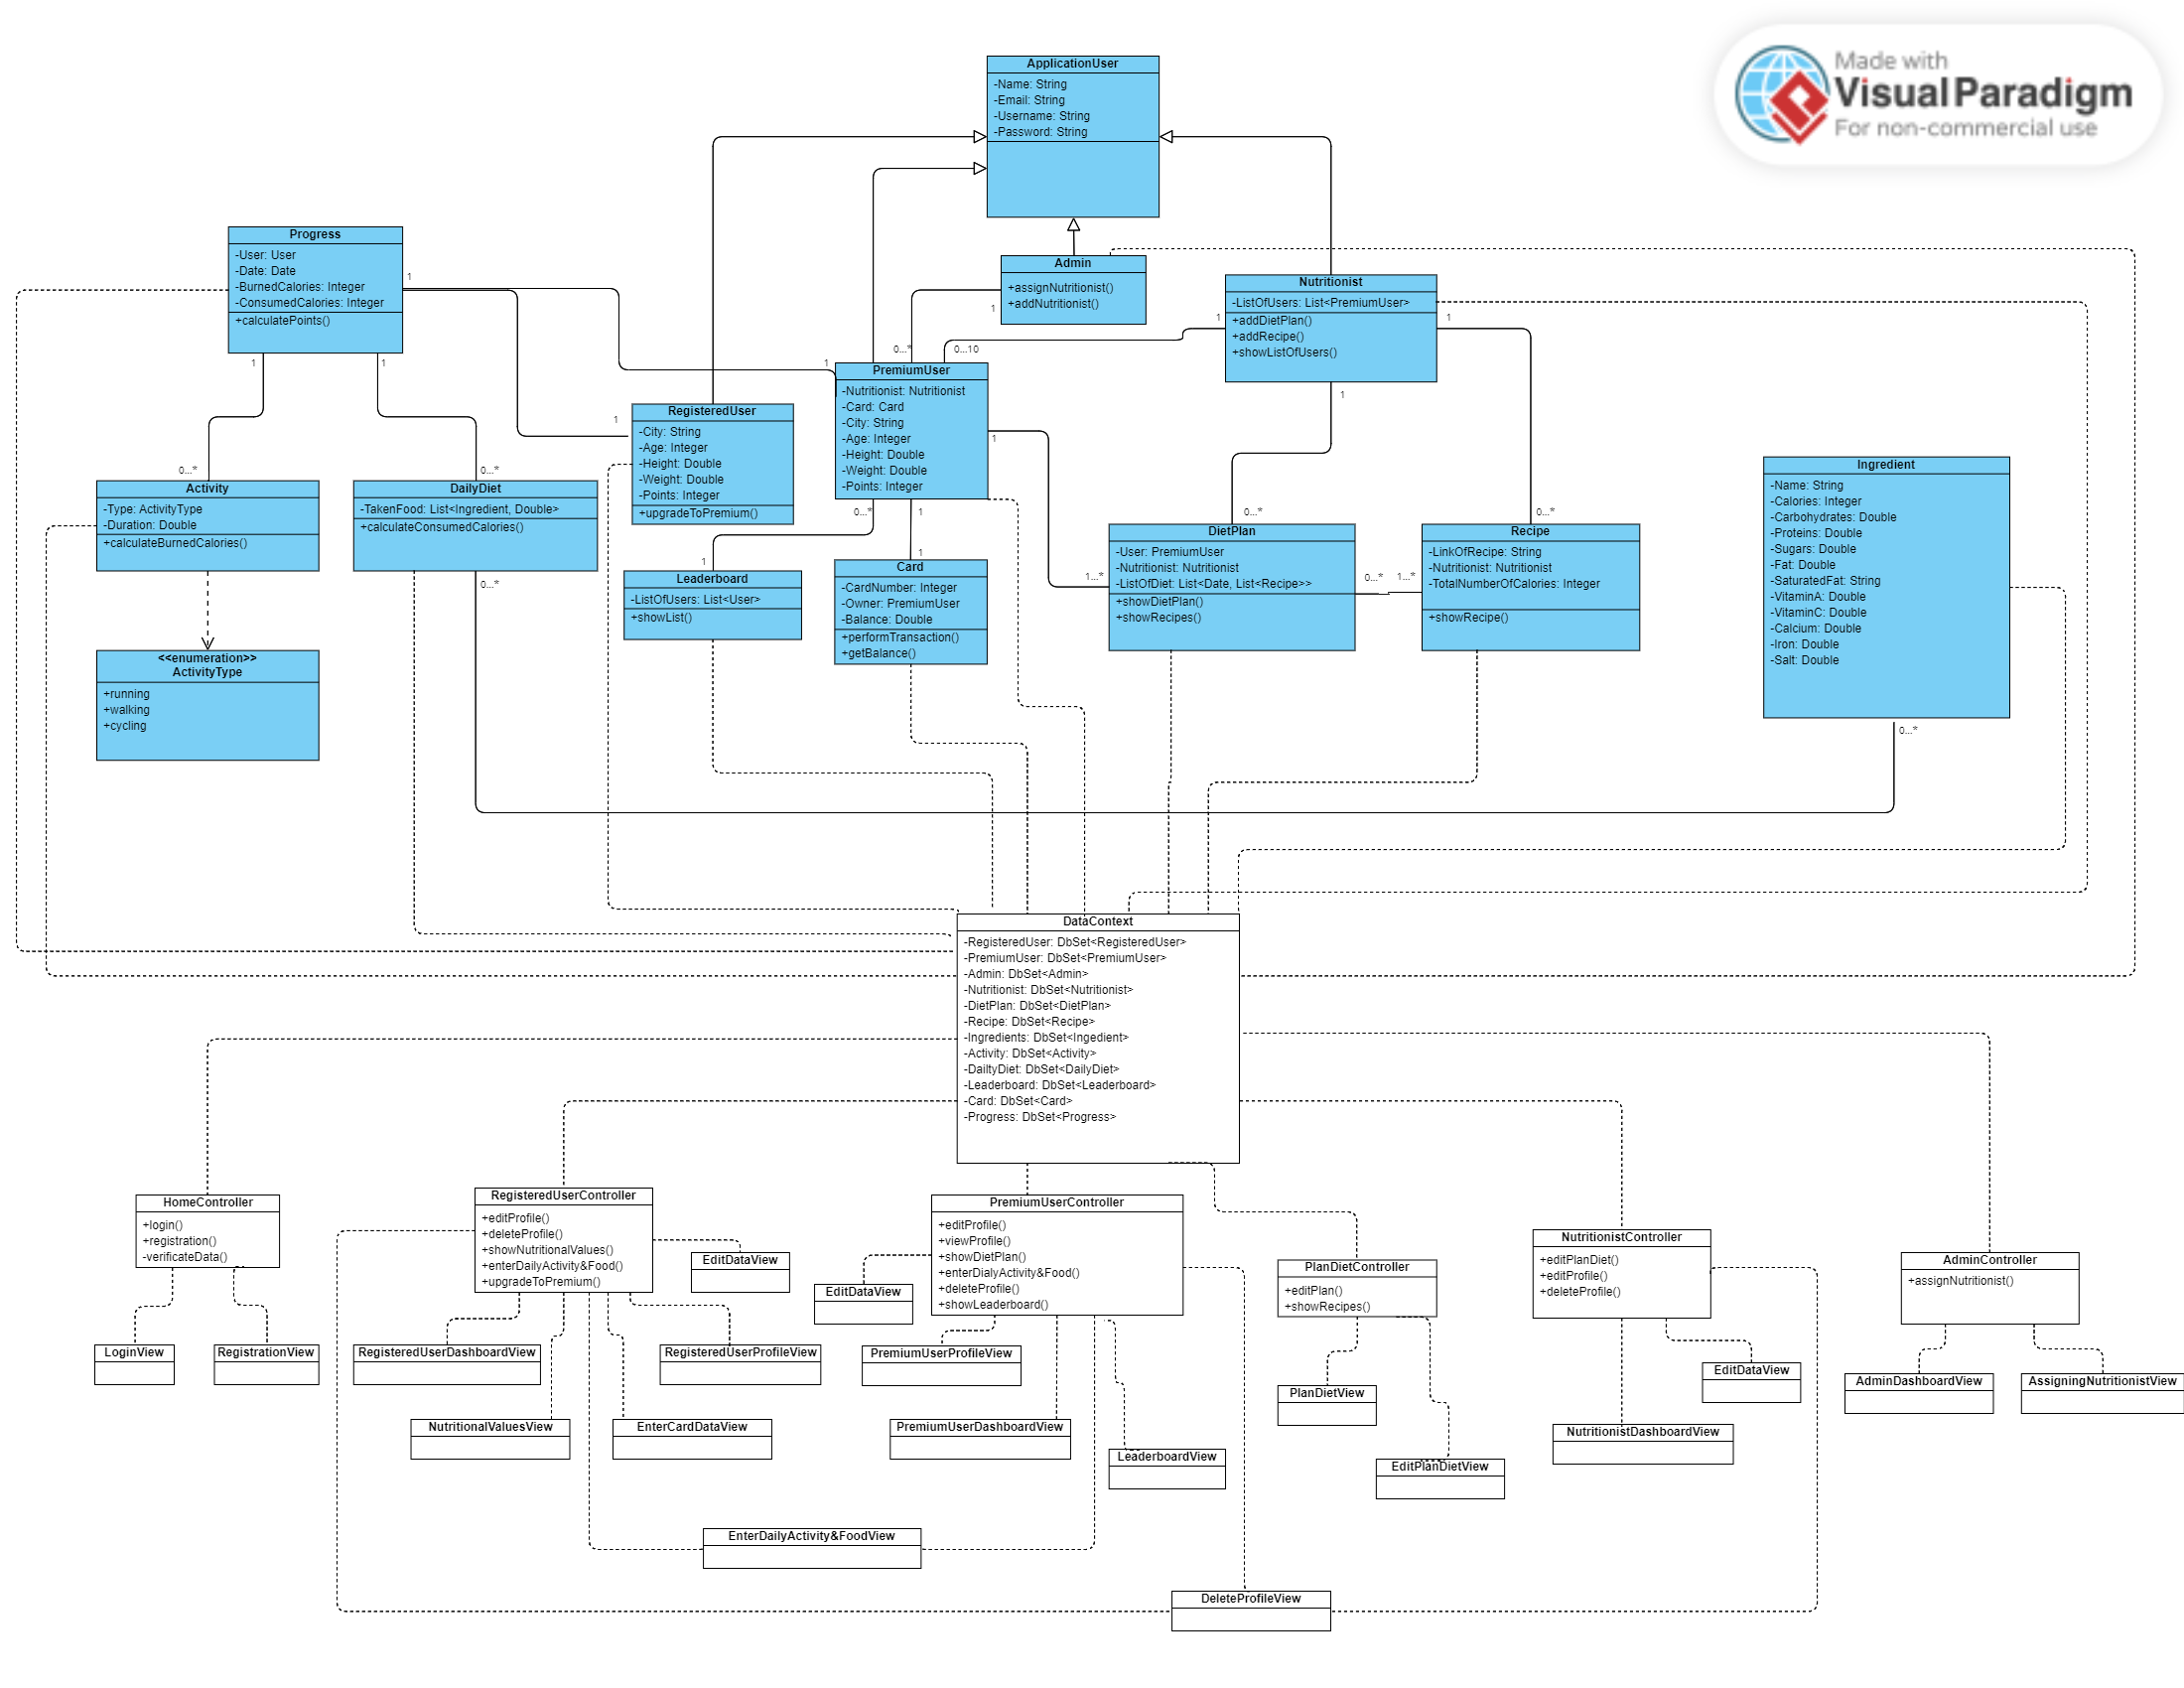 Made with
Visual Paradigm
For non-commercial use
ApplicationUser
-Name: String
-Email: String
-Username: String
-Password: String
Progress
-User: User
-Date: Date
-BurnedCalories: Integer
-ConsumedCalories: Integer
+calculatePoints()
1
1
1
Admin
+assignNutritionist()
+addNutritionist()
1
Nutritionist
-ListOfUsers: List<PremiumUser>
+addDietPlan()
+addRecipe()
+showListOfUsers()
1
1
1
0...*
0...10
1
PremiumUser
-Nutritionist: Nutritionist
-Card: Card
-City: String
-Age: Integer
-Height: Double
-Weight: Double
-Points: Integer
1
0...*
1
1
RegisteredUser
-City: String
-Age: Integer
-Height: Double
-Weight: Double
-Points: Integer
+upgradeToPremium()
0...*
Activity
-Type: ActivityType
-Duration: Double
+calculateBurnedCalories()
0...*
DailyDiet
-TakenFood: List<Ingredient, Double>
+calculateConsumedCalories()
0...*
<<enumeration>>
ActivityType
+running
+walking
+cycling
1
Leaderboard
-ListOfUsers: List<User>
+showList()
1
Card
-CardNumber: Integer
-Owner: PremiumUser
-Balance: Double
+performTransaction()
+getBalance()
0...*
1...*
DietPlan
-User: PremiumUser
-Nutritionist: Nutritionist
-ListOfDiet: List<Date, List<Recipe>>
+showDietPlan()
+showRecipes()
0...*
1...*
0...*
Recipe
-LinkOfRecipe: String
-Nutritionist: Nutritionist
-TotalNumberOfCalories: Integer
+showRecipe()
Ingredient
-Name: String
-Calories: Integer
-Carbohydrates: Double
-Proteins: Double
-Sugars: Double
-Fat: Double
-SaturatedFat: String
-VitaminA: Double
-VitaminC: Double
-Calcium: Double
-Iron: Double
-Salt: Double
0...*
DataContext
-RegisteredUser: DbSet<RegisteredUser>
-PremiumUser: DbSet<PremiumUser>
-Admin: DbSet<Admin>
-Nutritionist: DbSet<Nutritionist>
-DietPlan: DbSet<DietPlan>
-Recipe: DbSet<Recipe>
-Ingredients: DbSet<Ingedient>
-Activity: DbSet<Activity>
-DailtyDiet: DbSet<DailyDiet>
-Leaderboard: DbSet<Leaderboard>
-Card: DbSet<Card>
-Progress: DbSet<Progress>
HomeController
+login()
+registration()
-verificateData()
RegisteredUserController
+editProfile()
+deleteProfile()
+showNutritionalValues()
+enterDailyActivity&Food()
+upgradeToPremium()
PremiumUserController
+editProfile()
+viewProfile()
+showDietPlan()
+enterDialyActivity&Food()
+deleteProfile()
+showLeaderboard()
PlanDietController
+editPlan()
+showRecipes()
NutritionistController
+editPlanDiet()
+editProfile()
+deleteProfile()
AdminController
+assignNutritionist()
EditDataView
EditDataView
LoginView
RegistrationView
RegisteredUserDashboardView
RegisteredUserProfileView
PremiumUserProfileView
PlanDietView
EditDataView
AdminDashboardView
AssigningNutritionistView
NutritionalValuesView
EnterCardDataView
PremiumUserDashboardView
LeaderboardView
EditPlanDietView
NutritionistDashboardView
EnterDailyActivity&FoodView
DeleteProfileView